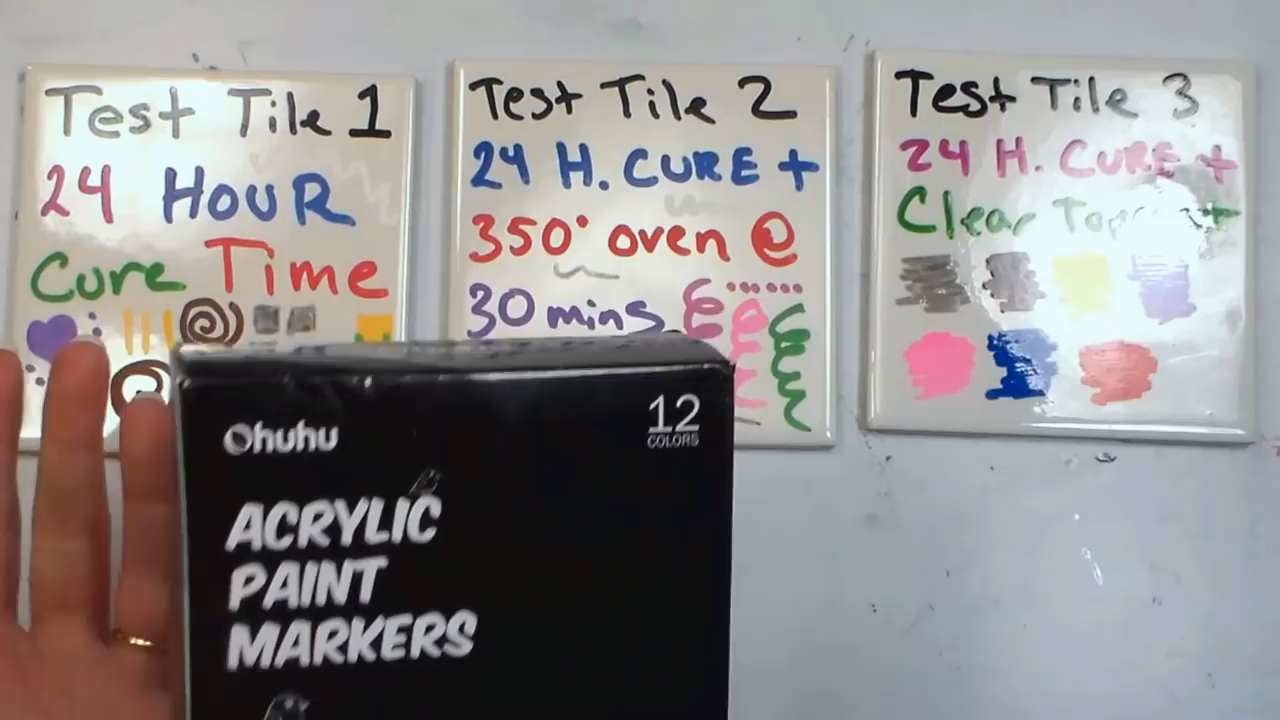 Test Tile 1
24 HOUR
Cure Time
Test Tile 2
24 H. CURE +
350° oven @
30 mins
Test Tile 3
24 H. CURE +
Clear
Ohuhu
12
COLORS
ACRYLIC
PAINT
MARKERS